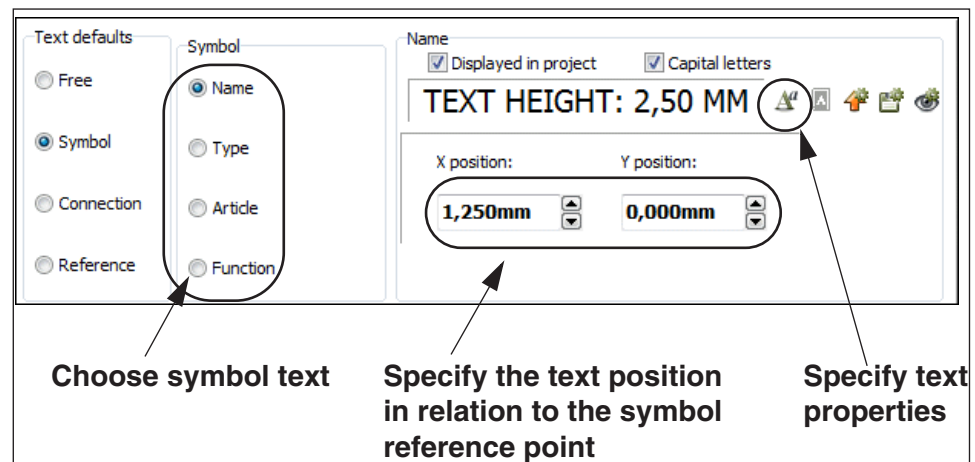 Text defaults
Free
Symbol
Connection
Reference
Symbol
Name
Type
Article
Function
Name
Displayed in project Capital letters
TEXT HEIGHT: 2,50 MM
X position: Y position:
1,250mm 0,000mm
Choose symbol text
Specify the text position
in relation to the symbol
reference point
Specify text
properties